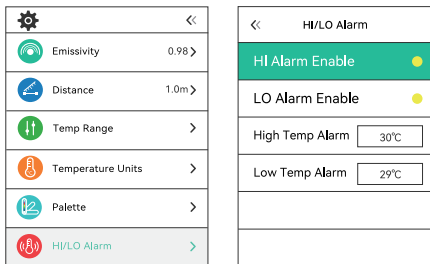 Emissivity 0.98
Distance 1.0m
Temp Range
Temperature Units
Palette
HI/LO Alarm
HI/LO Alarm
HI Alarm Enable
LO Alarm Enable
High Temp Alarm 30℃
Low Temp Alarm 29℃